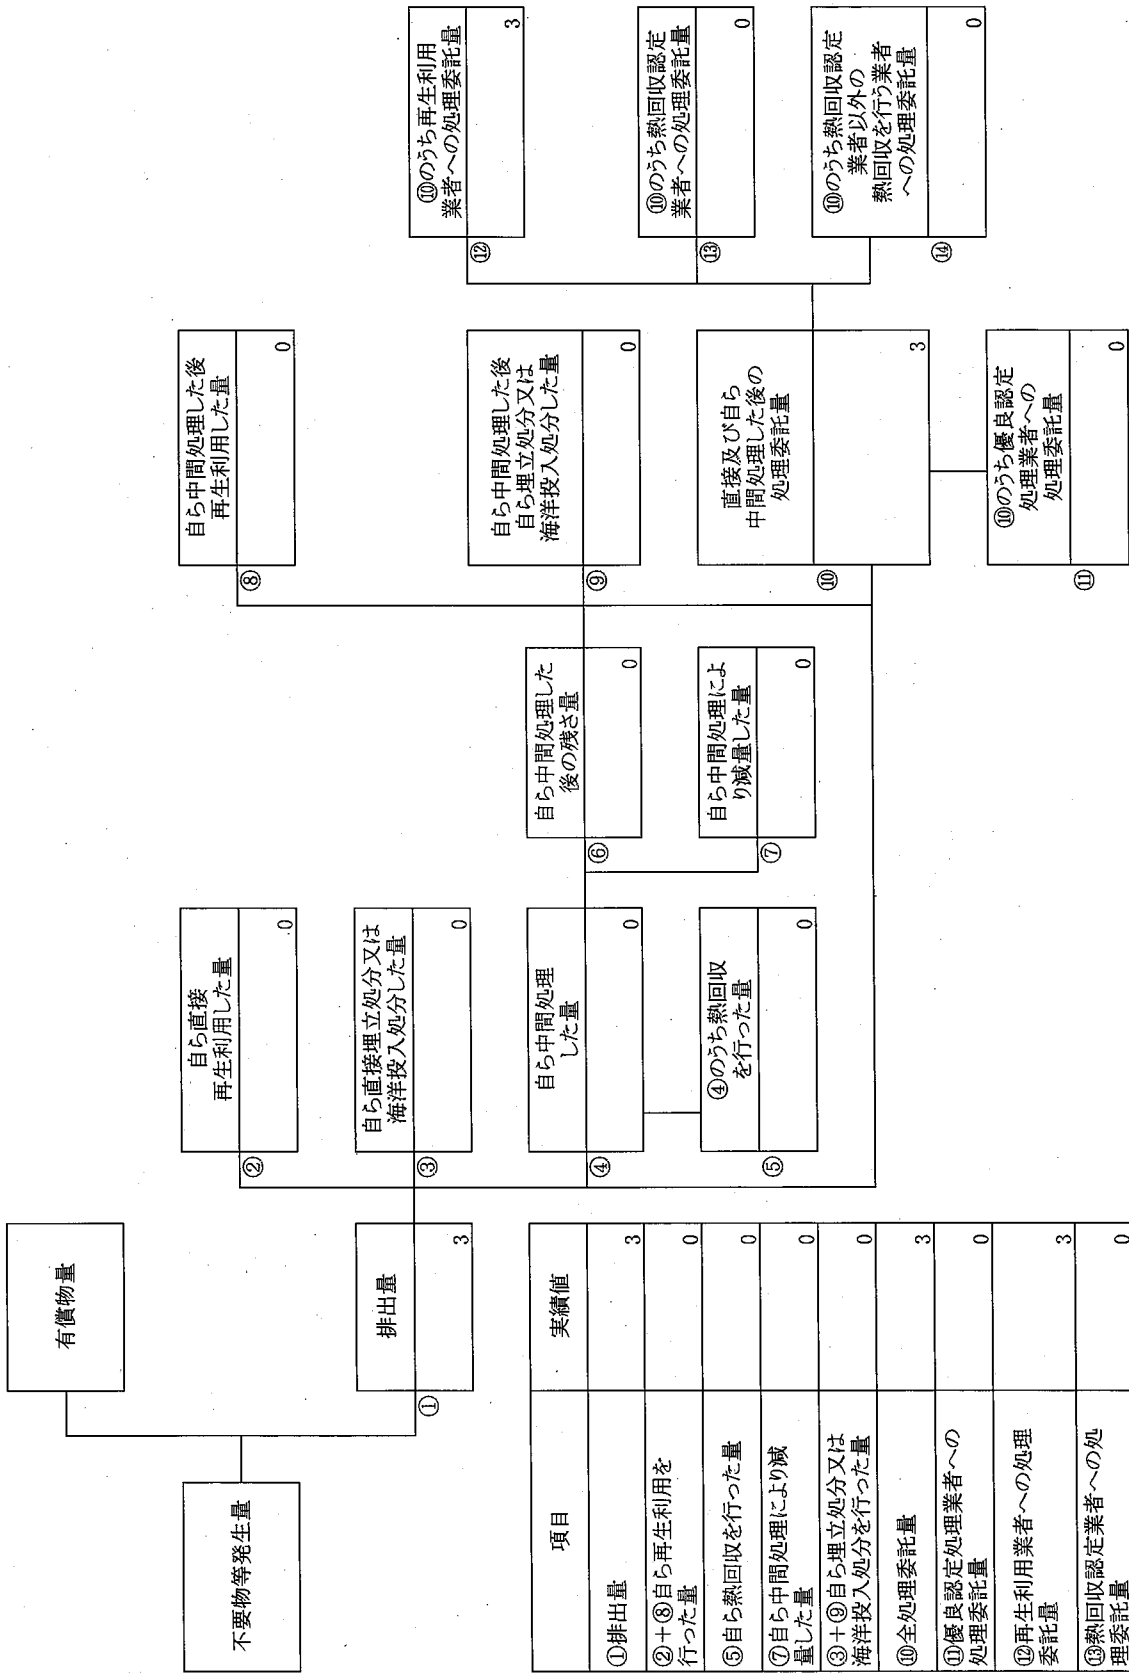 不要物等発生量
有償物量
①
排出量
3
②
自ら直接
再生利用した量
0
③
自ら直接埋立処分又は
海洋投入処分した量
0
④
自ら中間処理
した量
0
⑤
④のうち熱回収
を行った量
0
⑥
自ら中間処理した
後の残さ量
0
⑦
自ら中間処理によ
り減量した量
0
⑧
自ら中間処理した後
再生利用した量
0
⑨
自ら中間処理した後
自ら埋立処分又は
海洋投入処分した量
0
⑩
直接及び自ら
中間処理した後の
処理委託量
3
⑪
⑩のうち優良認定
処理業者への
処理委託量
0
⑫
⑩のうち再生利用
業者への処理委託量
3
⑬
⑩のうち熱回収認定
業者への処理委託量
0
⑭
⑩のうち熱回収認定
業者以外の
熱回収を行う業者
への処理委託量
0
項目 実績値
①排出量 3
②+⑧自ら再生利用を
行った量 0
⑤自ら熱回収を行った量 0
⑦自ら中間処理により減
量した量 0
③+⑨自ら埋立処分又は
海洋投入処分を行った量 0
⑩全処理委託量 3
⑪優良認定処理業者への
処理委託量 0
⑫再生利用業者への処理
委託量 3
⑬熱回収認定業者への処
理委託量 0